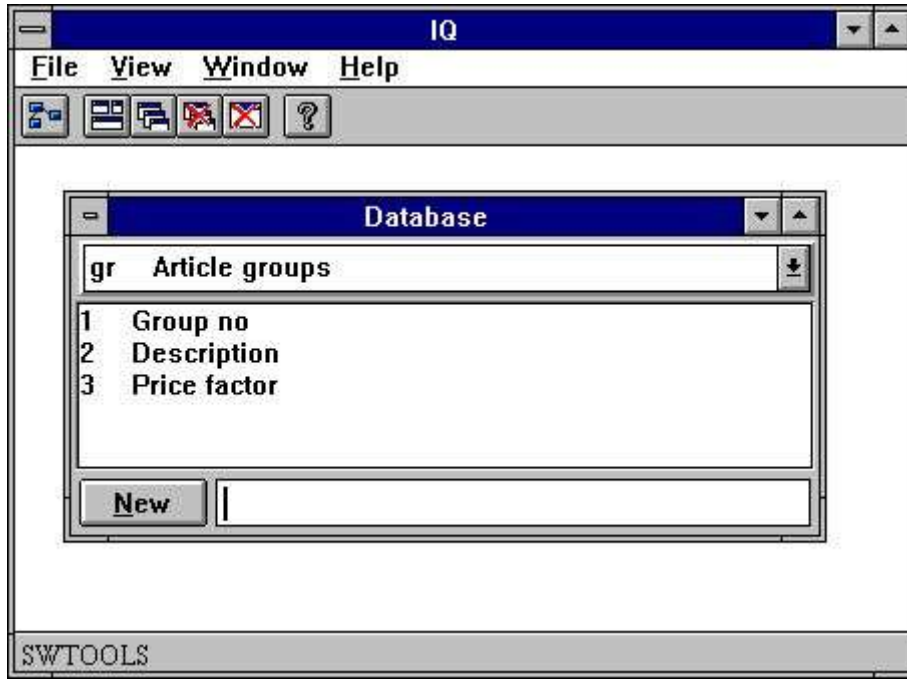 IQ
File View Window Help
?
Database
gr Article groups
1 Group no
2 Description
3 Price factor
New
SWTOOLS